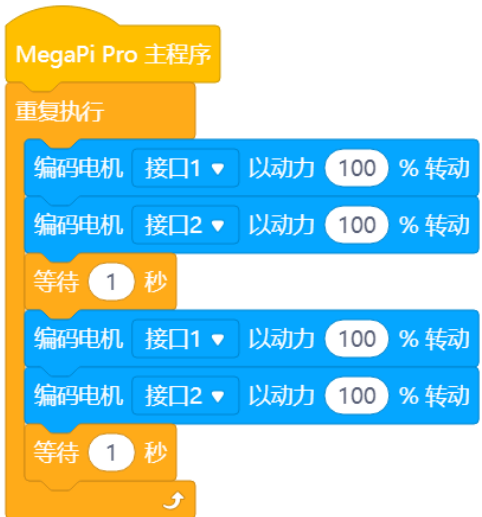 MegaPi Pro 主程序
重复执行
编码电机 接口1 以动力 100 % 转动
编码电机 接口2 以动力 100 % 转动
等待 1 秒
编码电机 接口1 以动力 100 % 转动
编码电机 接口2 以动力 100 % 转动
等待 1 秒